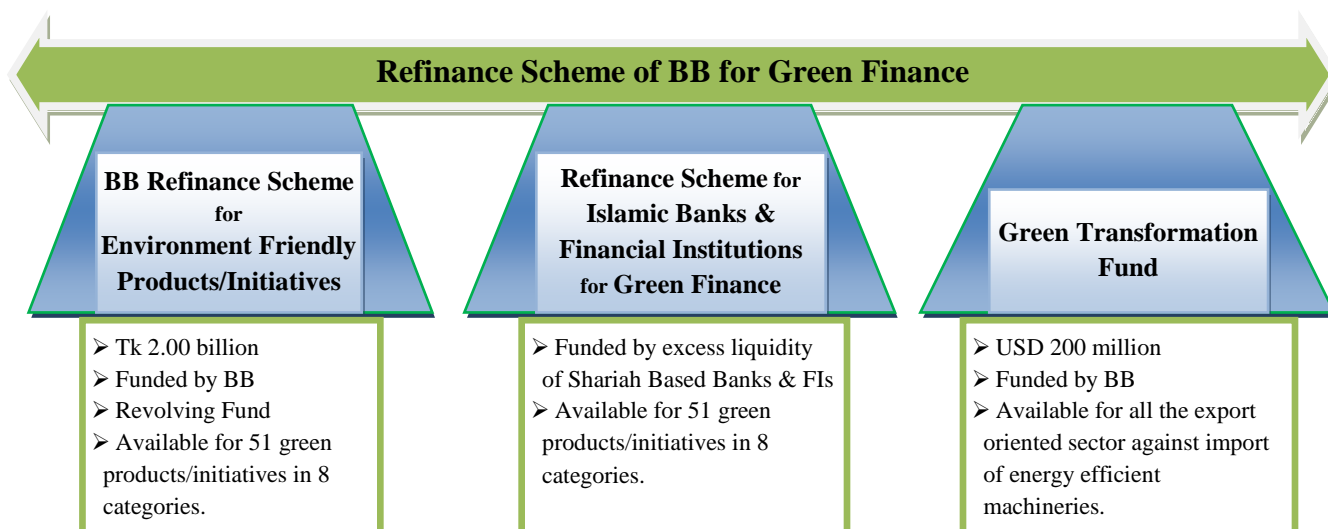 Refinance Scheme of BB for Green Finance
BB Refinance Scheme
for
Environment Friendly
Products/Initiatives
➢ Tk 2.00 billion
➢ Funded by BB
➢ Revolving Fund
➢ Available for 51 green
products/initiatives in 8
categories.
Refinance Scheme for
Islamic Banks &
Financial Institutions
for Green Finance
➢ Funded by excess liquidity
of Shariah Based Banks & FIs
➢ Available for 51 green
products/initiatives in 8
categories.
Green Transformation
Fund
➢ USD 200 million
➢ Funded by BB
➢ Available for all the export
oriented sector against import
of energy efficient
machineries.